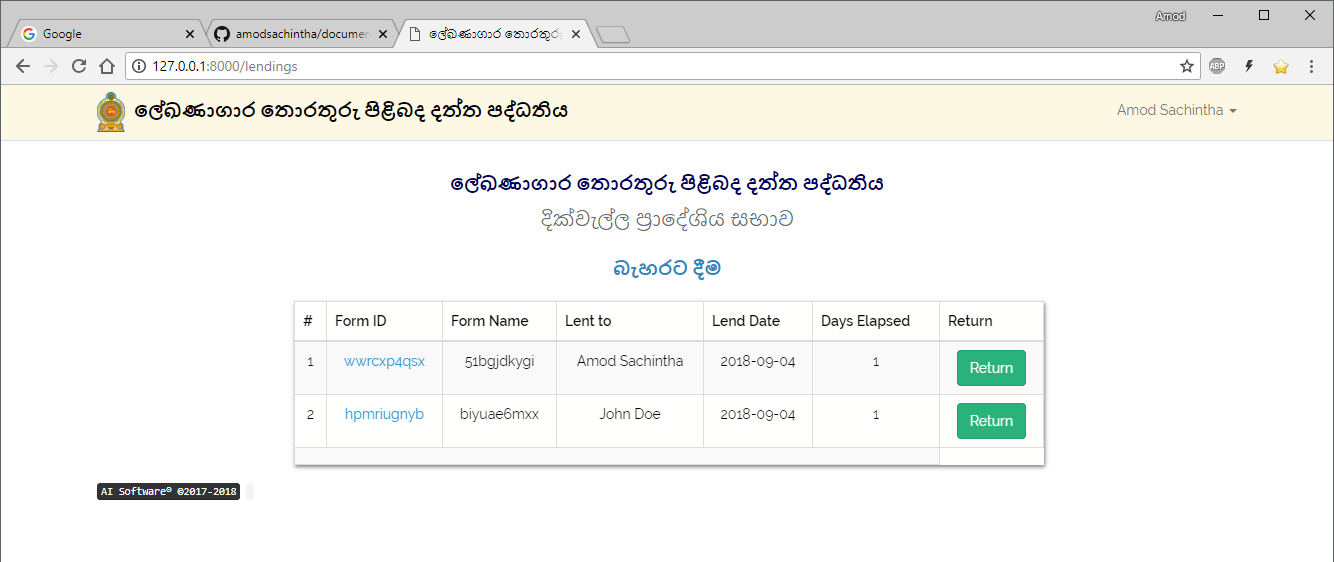 Amod
Google
amodsachintha/documen
ලේඛණාගාර තොරතුරු
127.0.0.1:8000/lendings
ABP
ලේඛණාගාර තොරතුරු පිළිබද දත්ත පද්ධතිය
Amod Sachintha
ලේඛණාගාර තොරතුරු පිළිබද දත්ත පද්ධතිය
දික්වැල්ල ප්‍රාදේශිය සභාව
බැහරට දීම
# Form ID Form Name Lent to Lend Date Days Elapsed Return
1 wwrcxp4qsx 51bgjdkygi Amod Sachintha 2018-09-04 1 Return
2 hpmriugnyb biyuae6mxx John Doe 2018-09-04 1 Return
AI Software® ©2017-2018